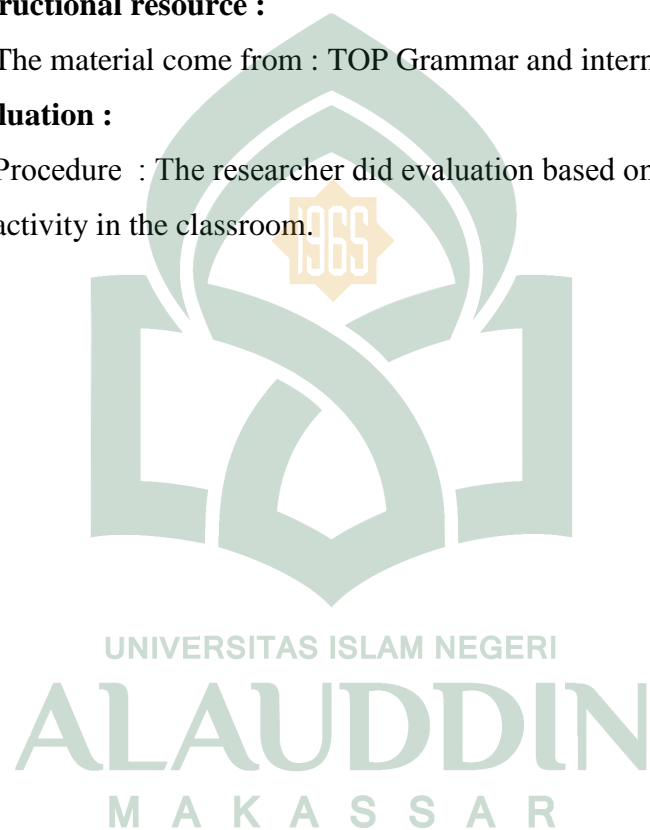 ructional resource :
The material come from : TOP Grammar and intern
luation :
Procedure : The researcher did evaluation based on
activity in the classroom.
1965
UNIVERSITAS ISLAM NEGERI
ALAUDDIN
MAKASSAR